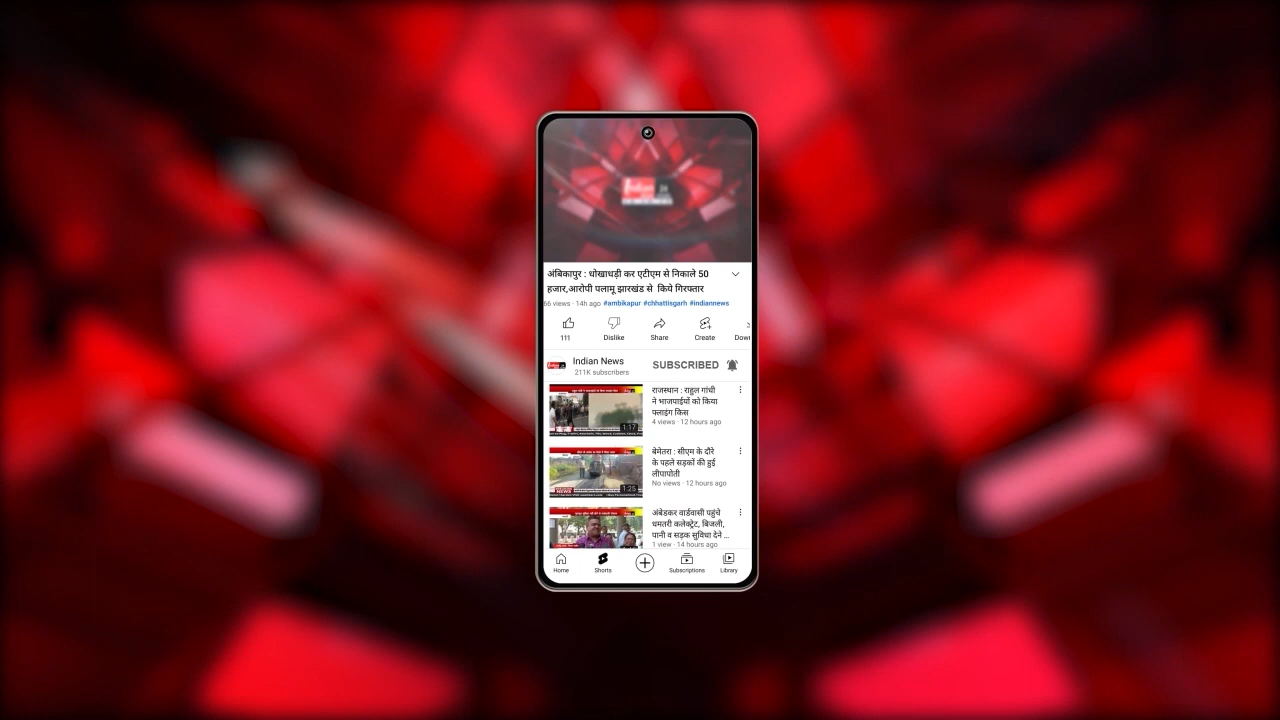 अंबिकापुर : धोखाधड़ी कर एटीएम से निकाले 50
हजार,आरोपी पलामू झारखंड से किये गिरफ्तार
66 views · 14h ago #ambikapur #chhattisgarh #indiannews
111
Dislike
Share
Create
Indian News
211K subscribers
SUBSCRIBED
राजस्थान : राहुल गांधी
ने भाजपाईयों को किया
फ्लाइंग किस
4 views · 12 hours ago
1:17
बेमेतरा : सीएम के दौरे
के पहले सड़कों की हुई
लीपापोती
No views · 12 hours ago
1:25
अंबेडकर वार्डवासी पहुंचे
धमतरी कलेक्ट्रेट, बिजली,
पानी व सड़क सुविधा देने ...
1 view · 14 hours ago
Home
Shorts
Subscriptions
Library